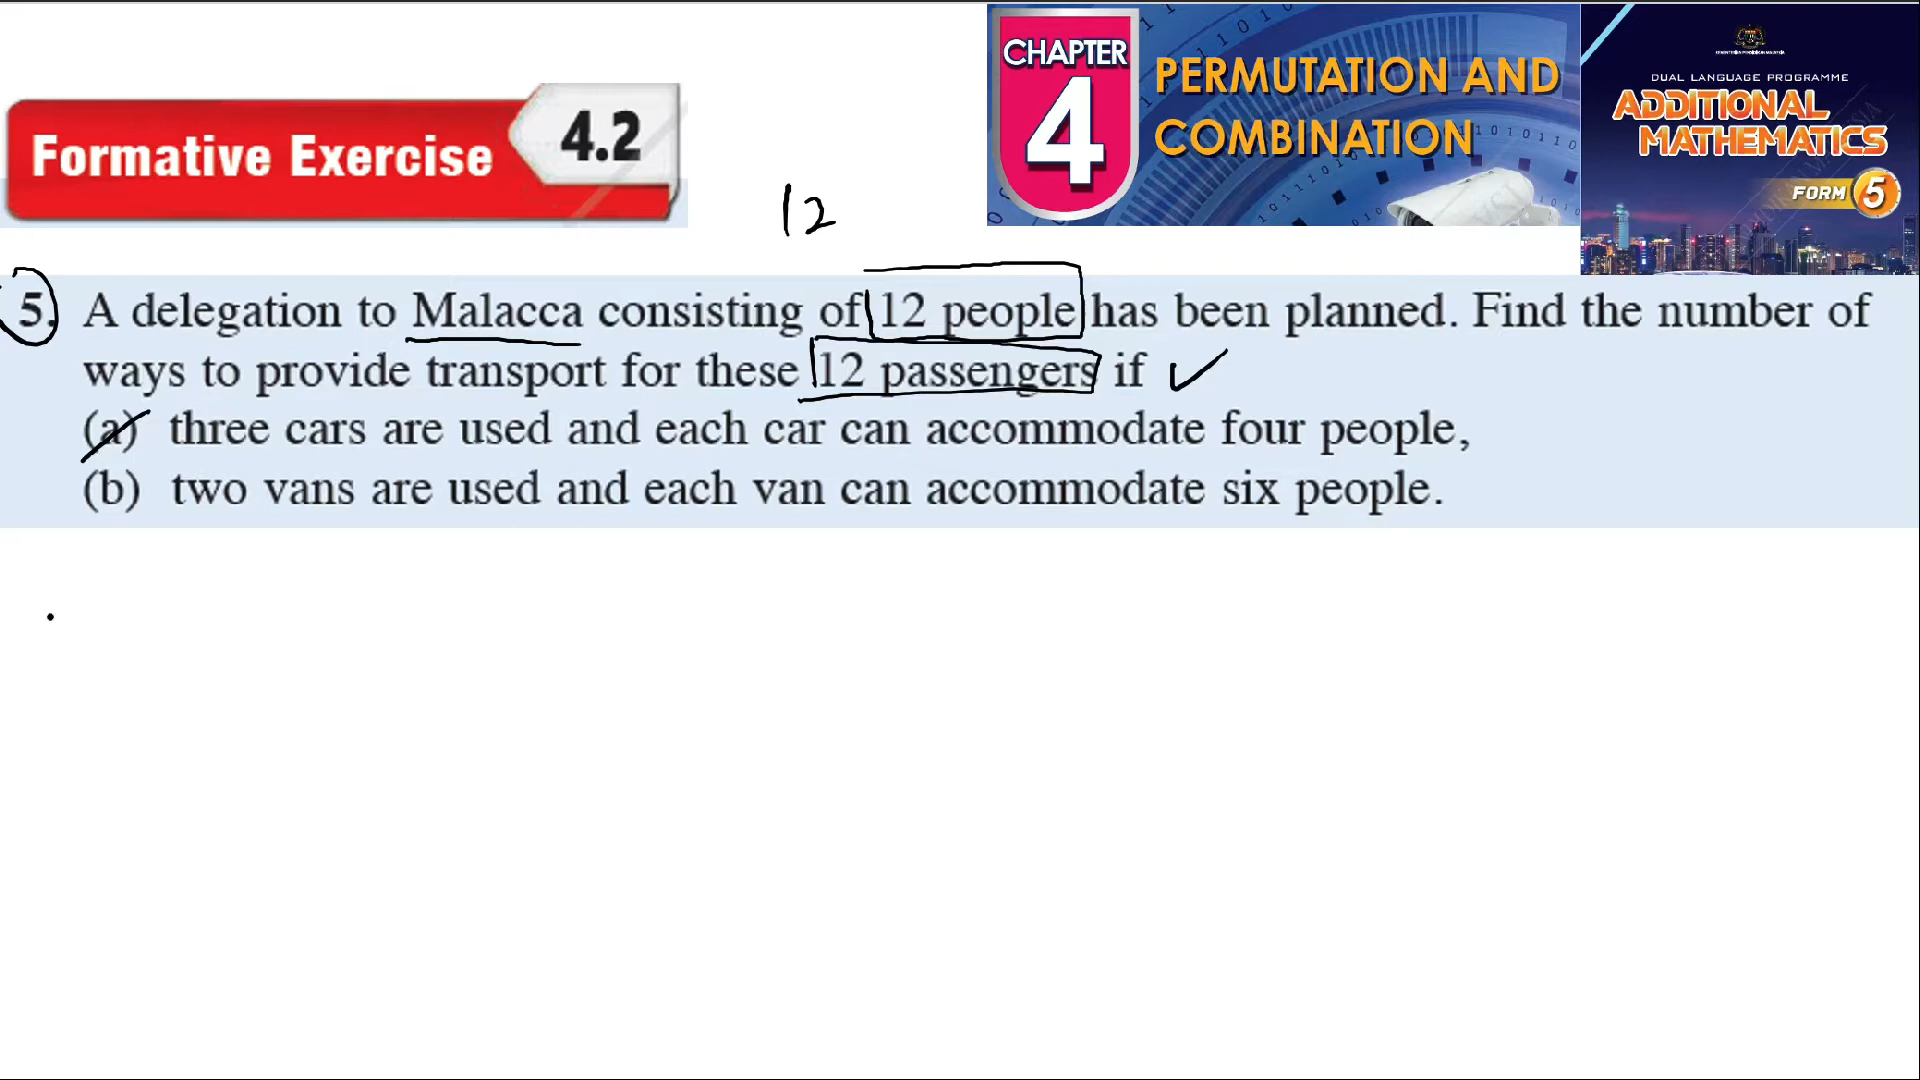 CHAPTER
4
PERMUTATION AND
COMBINATION
KEMENTERIAN PENDIDIKAN MALAYSIA
DUAL LANGUAGE PROGRAMME
ADDITIONAL
MATHEMATICS
FORM 5
Formative Exercise 4.2
12
5. A delegation to Malacca consisting of 12 people has been planned. Find the number of
ways to provide transport for these 12 passengers if
(a) three cars are used and each car can accommodate four people,
(b) two vans are used and each van can accommodate six people.